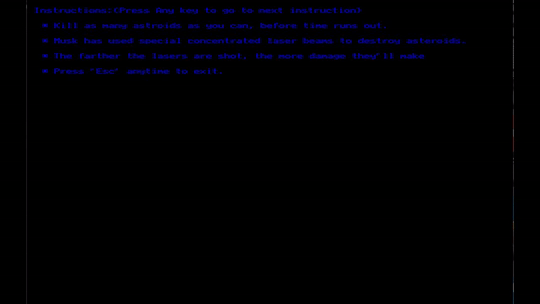 Instructions:(Press Any key to go to next instruction)
* Kill as many astroids as you can, before time runs out.
* Musk has used special concentrated laser beams to destroy asteroids.
* The farther the lasers are shot, the more damage they'll make
* Press "Esc" anytime to exit.